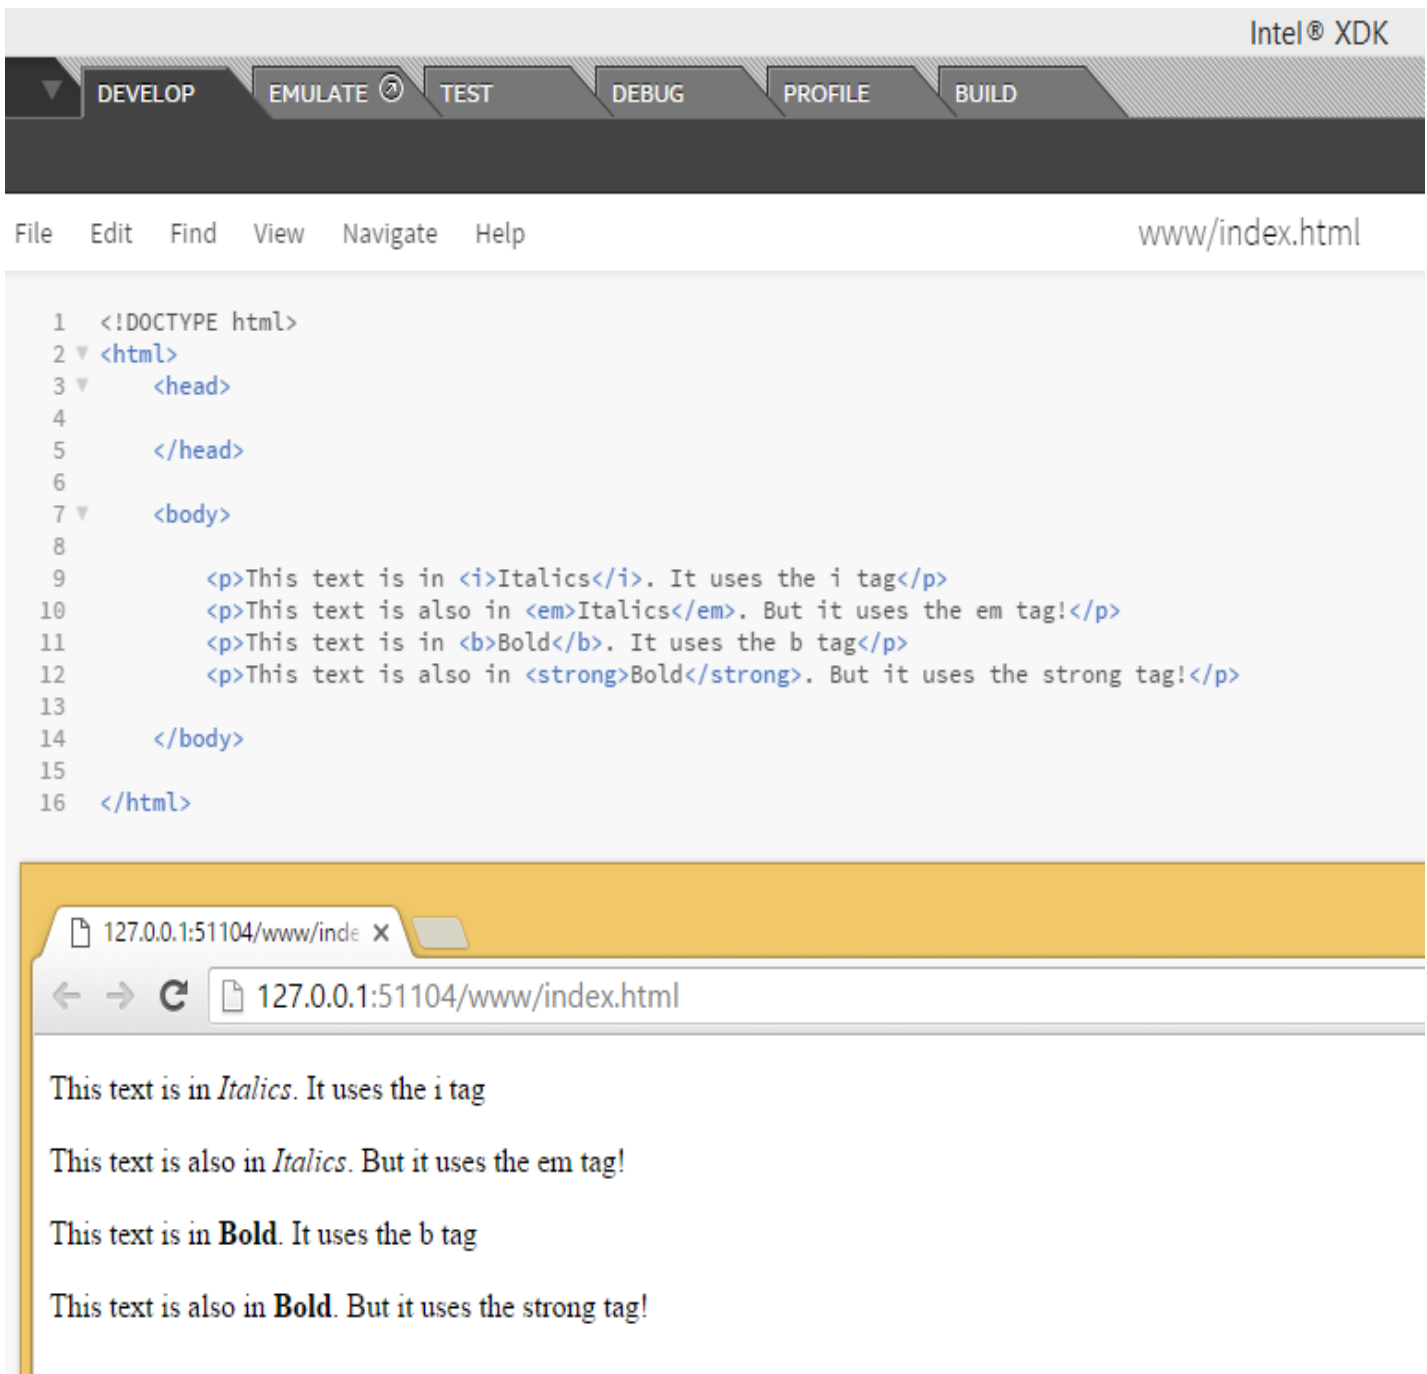 Intel® XDK
DEVELOP EMULATE TEST DEBUG PROFILE BUILD
File Edit Find View Navigate Help www/index.html
1 <!DOCTYPE html>
2 <html>
3 <head>
4
5 </head>
6
7 <body>
8
9 <p>This text is in <i>Italics</i>. It uses the i tag</p>
10 <p>This text is also in <em>Italics</em>. But it uses the em tag!</p>
11 <p>This text is in <b>Bold</b>. It uses the b tag</p>
12 <p>This text is also in <strong>Bold</strong>. But it uses the strong tag!</p>
13
14 </body>
15
16 </html>
127.0.0.1:51104/www/inde
127.0.0.1:51104/www/index.html
This text is in Italics. It uses the i tag
This text is also in Italics. But it uses the em tag!
This text is in Bold. It uses the b tag
This text is also in Bold. But it uses the strong tag!